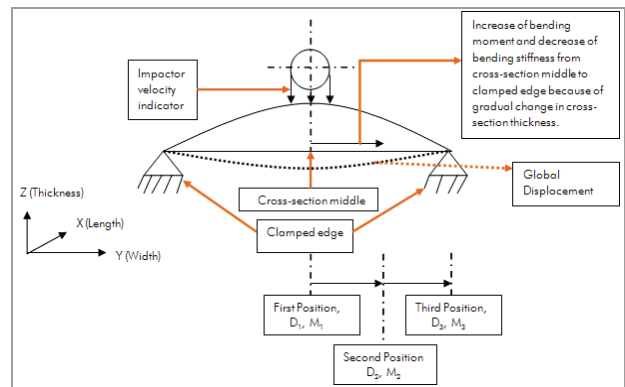 Increase of bending
moment and decrease of
bending stiffness from
cross-section middle to
clamped edge because of
gradual change in cross-
section thickness.
Impactor
velocity
indicator
Global
Displacement
Cross-section middle
Clamped edge
Z (Thickness)
X (Length)
Y (Width)
First Position,
D₁, M₁
Third Position,
D₃, M₃
Second Position
D₂, M₂